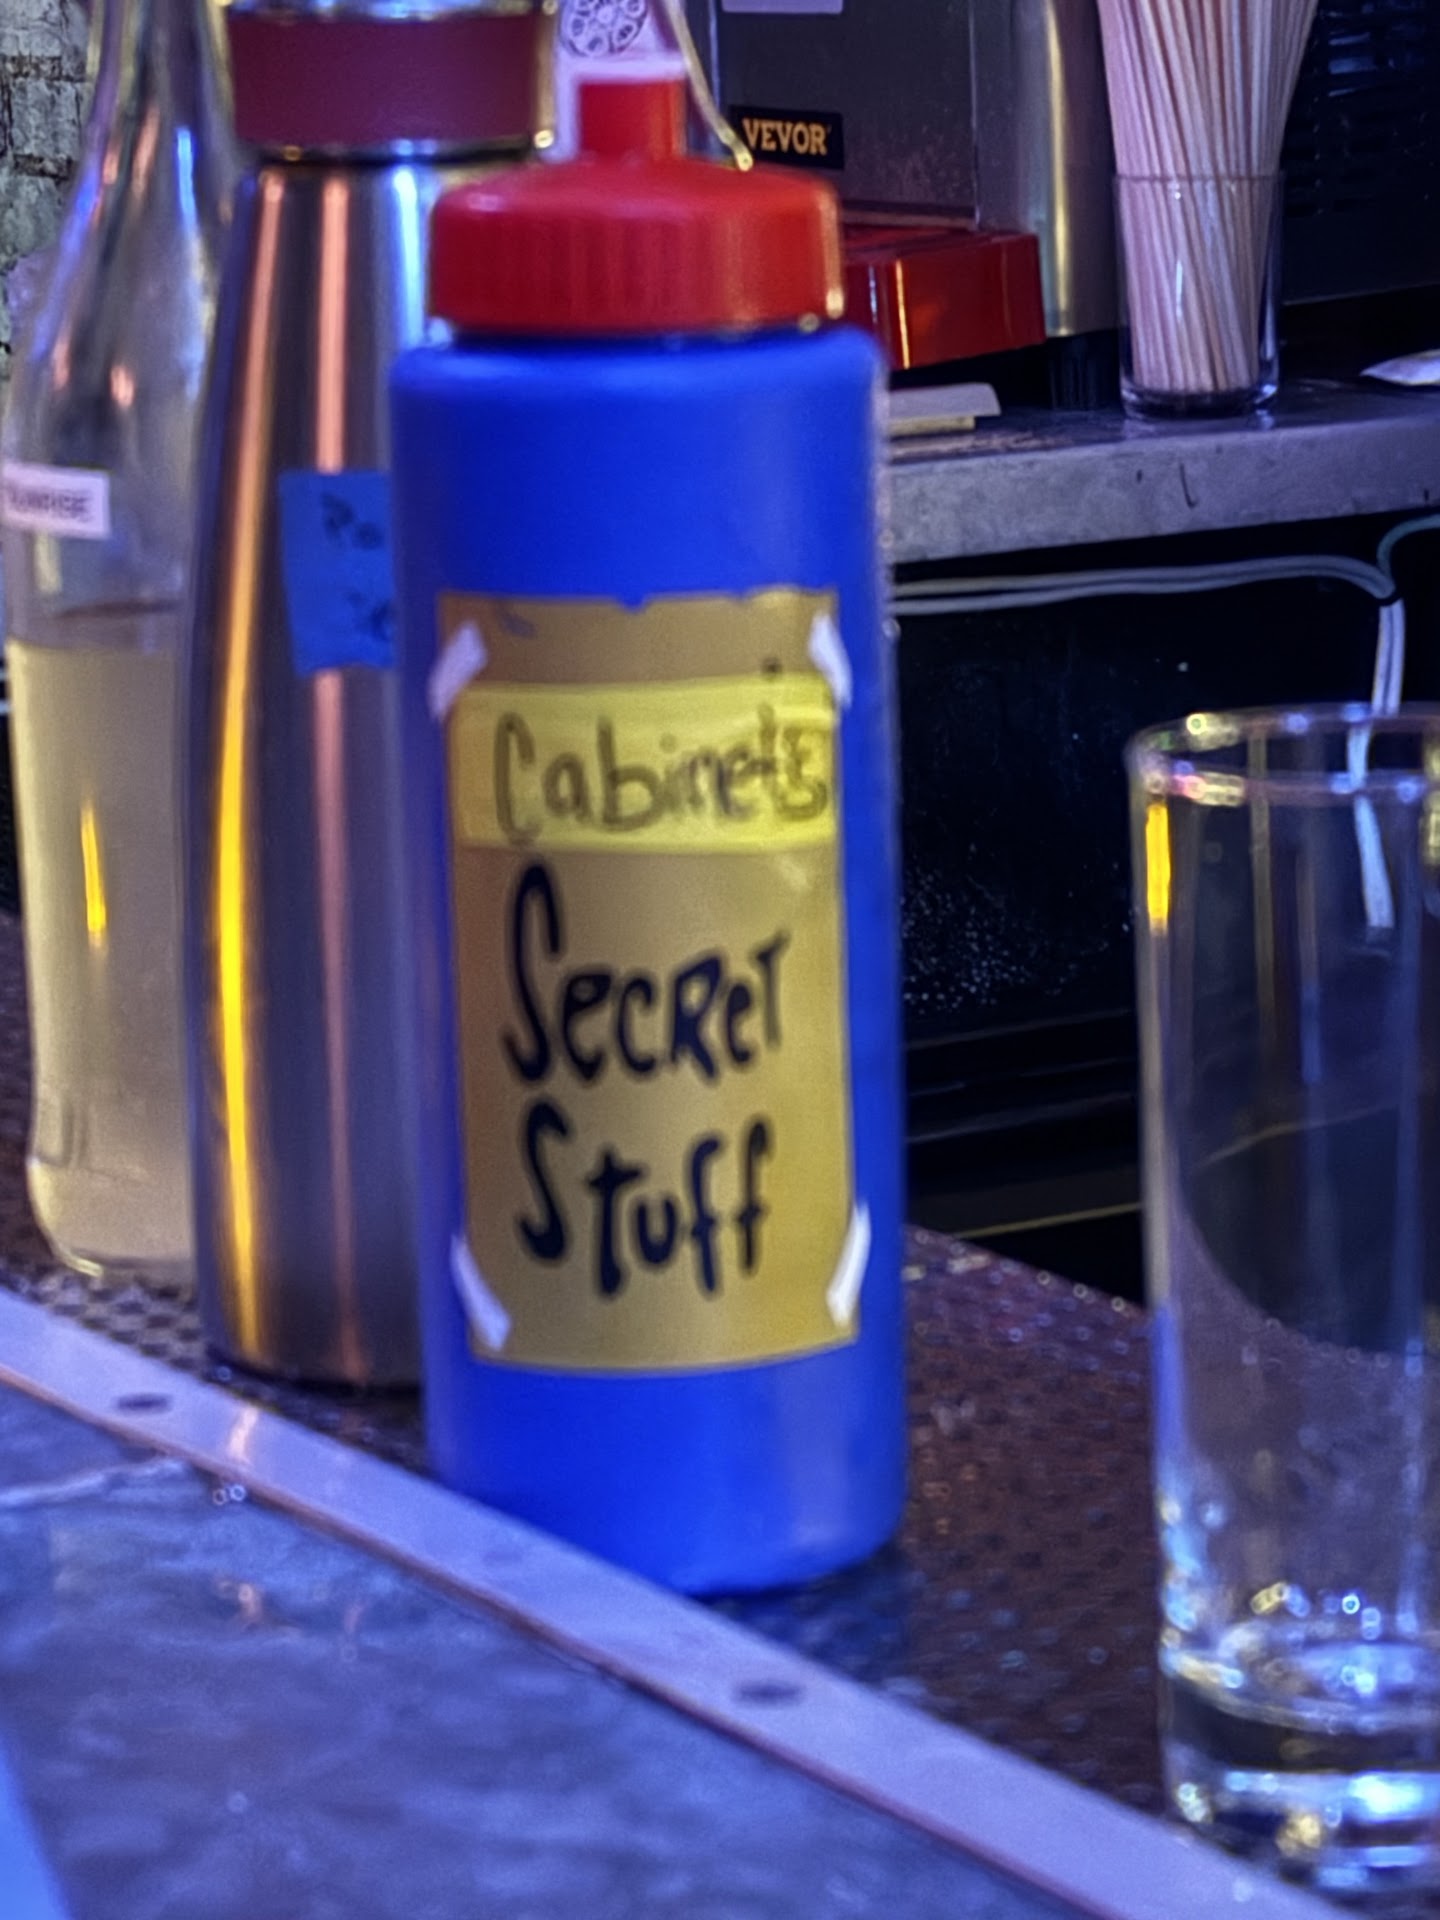 VEVOR
Cabinet's
Secret
Stuff